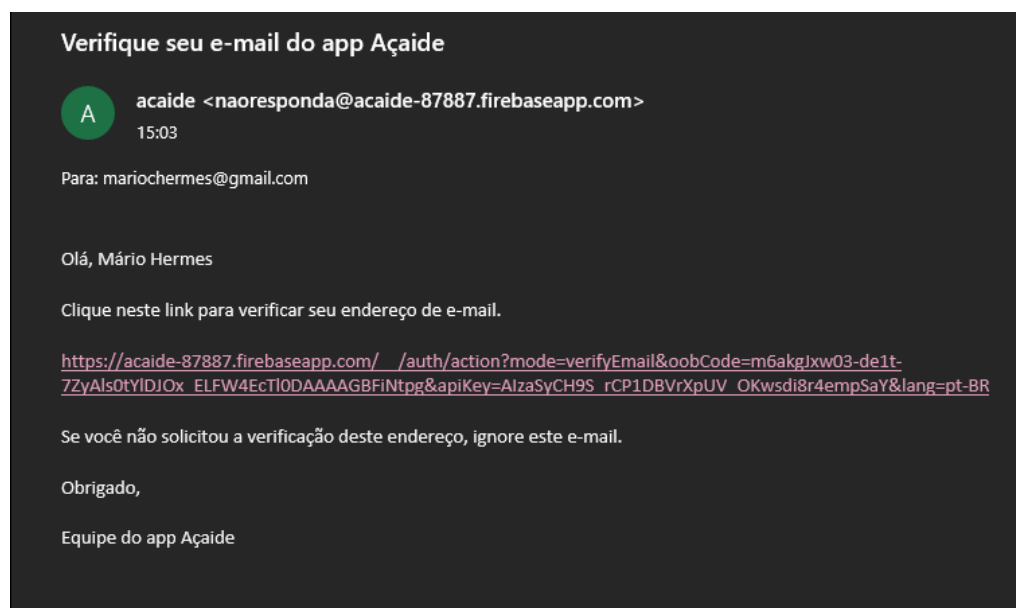 Verifique seu e-mail do app Açaide
A
acaide <naoresponda@acaide-87887.firebaseapp.com>
15:03
Para: mariochermes@gmail.com
Olá, Mário Hermes
Clique neste link para verificar seu endereço de e-mail.
https://acaide-87887.firebaseapp.com/__/auth/action?mode=verifyEmail&oobCode=m6akgJxw03-de1t-
7ZyAls0tYlDJOx_ELFW4EcTl0DAAAAGBFiNtpg&apiKey=AIzaSyCH9S_rCP1DBVrXpUV_OKwsdi8r4empSaY&lang=pt-BR
Se você não solicitou a verificação deste endereço, ignore este e-mail.
Obrigado,
Equipe do app Açaide